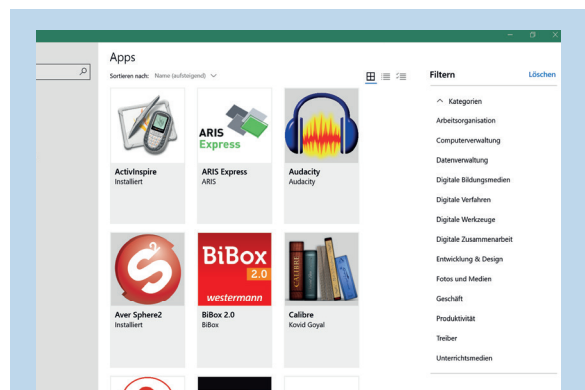 Apps
Sortieren nach: Name (aufsteigend)
Filtern
Löschen
ARIS
Express
ActivInspire
Installiert
ARIS Express
ARIS
Audacity
Audacity
S2
BiBox
2.0
westermann
CALIBRE
Aver Sphere2
Installiert
BiBox 2.0
BiBox
Calibre
Kovid Goyal
Kategorien
Arbeitsorganisation
Computerverwaltung
Datenverwaltung
Digitale Bildungsmedien
Digitale Verfahren
Digitale Werkzeuge
Digitale Zusammenarbeit
Entwicklung & Design
Fotos und Medien
Geschäft
Produktivität
Treiber
Unterrichtsmedien